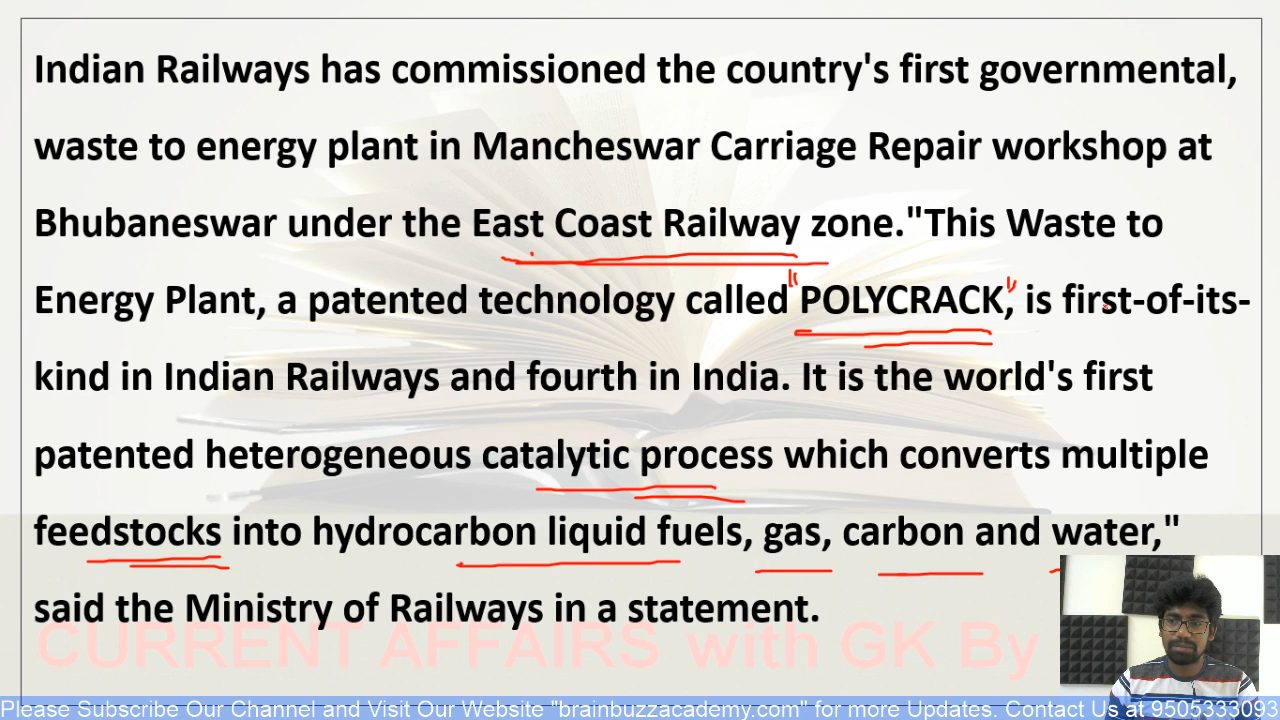 Indian Railways has commissioned the country's first governmental,
waste to energy plant in Mancheswar Carriage Repair workshop at
Bhubaneswar under the East Coast Railway zone."This Waste to
Energy Plant, a patented technology called POLYCRACK, is first-of-its-
kind in Indian Railways and fourth in India. It is the world's first
patented heterogeneous catalytic process which converts multiple
feedstocks into hydrocarbon liquid fuels, gas, carbon and water,"
said the Ministry of Railways in a statement.
CURRENT AFFAIRS with GK By
Please Subscribe Our Channel and Visit Our Website "brainbuzzacademy.com" for more Updates. Contact Us at 9505333093